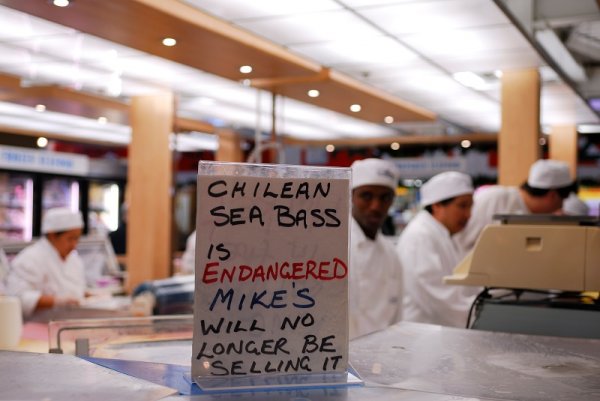 CHILEAN
SEA BASS
IS
ENDANGERED
MIKE'S
WILL NO
LONGER BE
SELLING IT